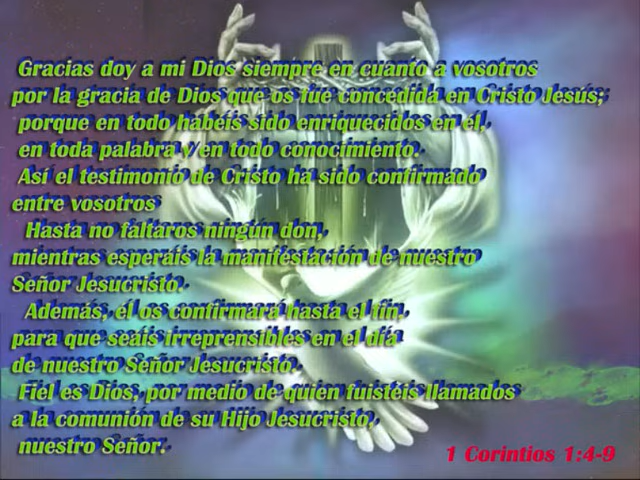 Gracias doy a mi Dios siempre en cuanto a vosotros
por la gracia de Dios que os fue concedida en Cristo Jesús;
porque en todo habéis sido enriquecidos en él,
en toda palabra y en todo conocimiento.
Así el testimonio de Cristo ha sido confirmado
entre vosotros
Hasta no faltaros ningún don,
mientras esperáis la manifestación de nuestro
Señor Jesucristo.
Además, él os confirmará hasta el fin,
para que seáis irreprensibles en el día
de nuestro Señor Jesucristo.
Fiel es Dios, por medio de quien fuistéis llamados
a la comunión de su Hijo Jesucristo,
nuestro Señor.
1 Corintios 1:4-9